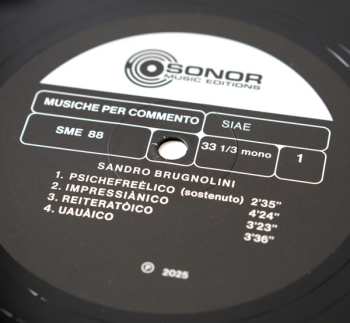 SONOR
MUSIC EDITIONS
MUSICHE PER COMMENTO SIAE
SME 88 33 1/3 mono 1
SANDRO BRUGNOLINI
1. PSICHEFREÈLICO (sostenuto) 2'35"
2. IMPRESSIÀNICO 4'24"
3. REITERATÒICO 3'23"
4. UAUÀICO 3'36"
℗ 2025